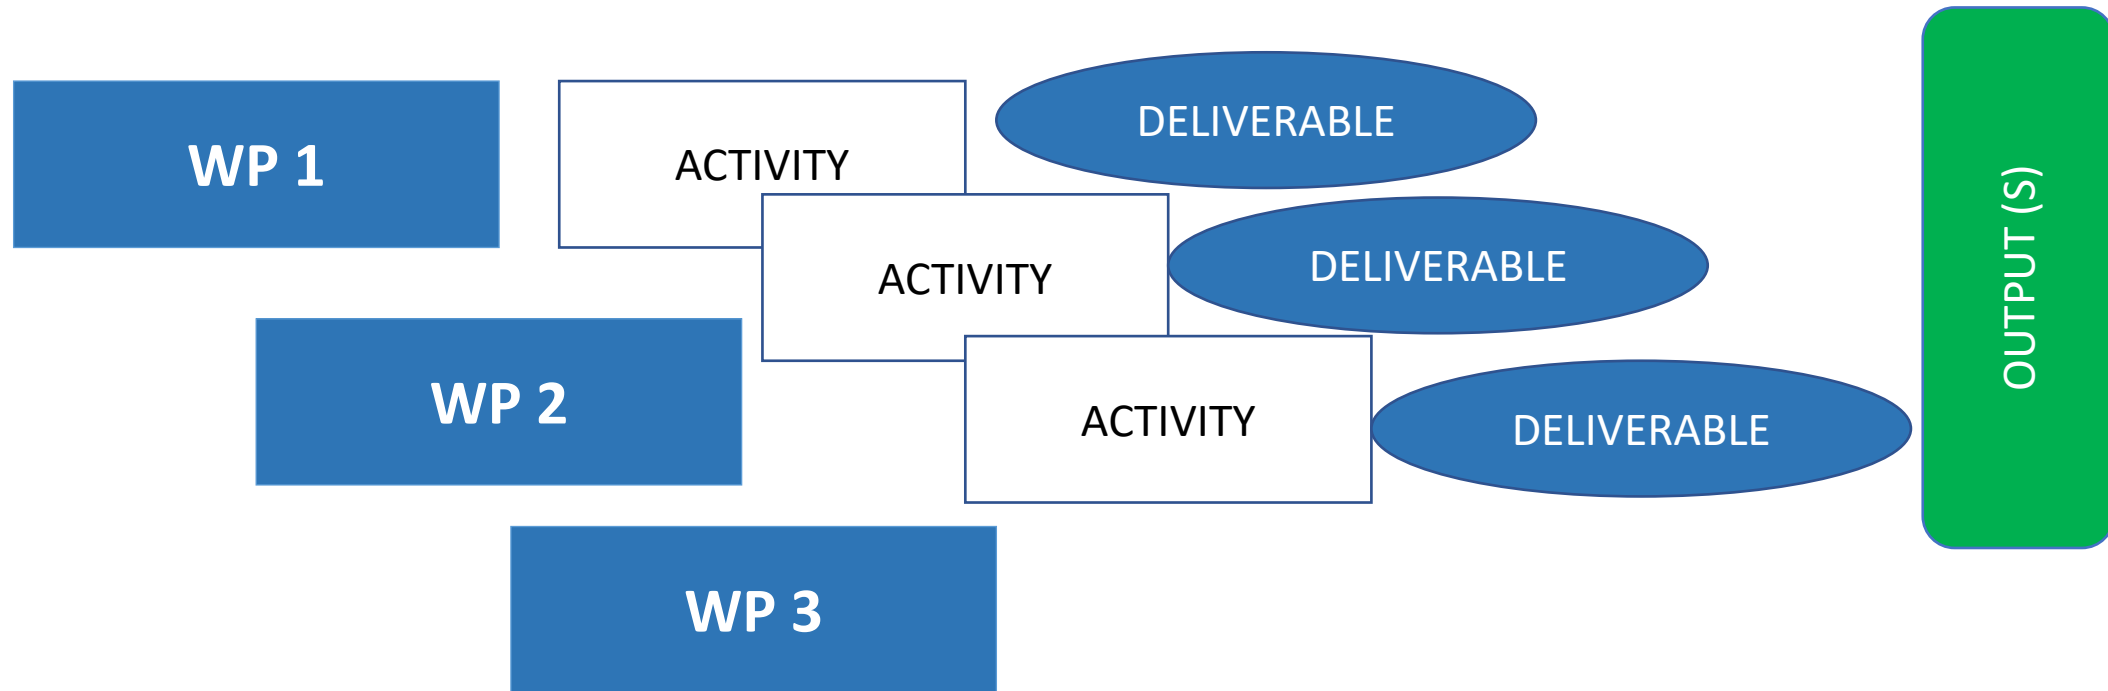 WP 1
ACTIVITY
DELIVERABLE
ACTIVITY
DELIVERABLE
WP 2
ACTIVITY
DELIVERABLE
WP 3
OUTPUT (S)